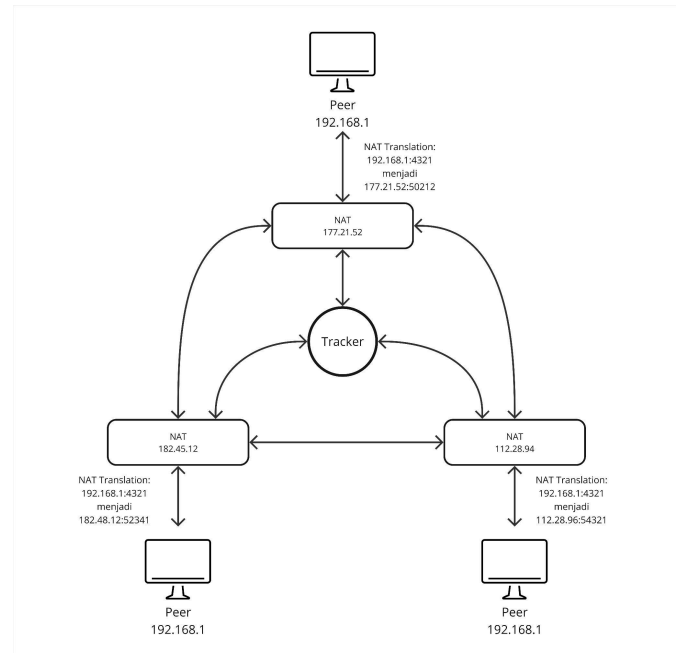 Peer
192.168.1
NAT Translation:
192.168.1:4321
menjadi
177.21.52:50212
NAT
177.21.52
Tracker
NAT
182.45.12
NAT
112.28.94
NAT Translation:
192.168.1:4321
menjadi
182.48.12:52341
NAT Translation:
192.168.1:4321
menjadi
112.28.96:54321
Peer
192.168.1
Peer
192.168.1